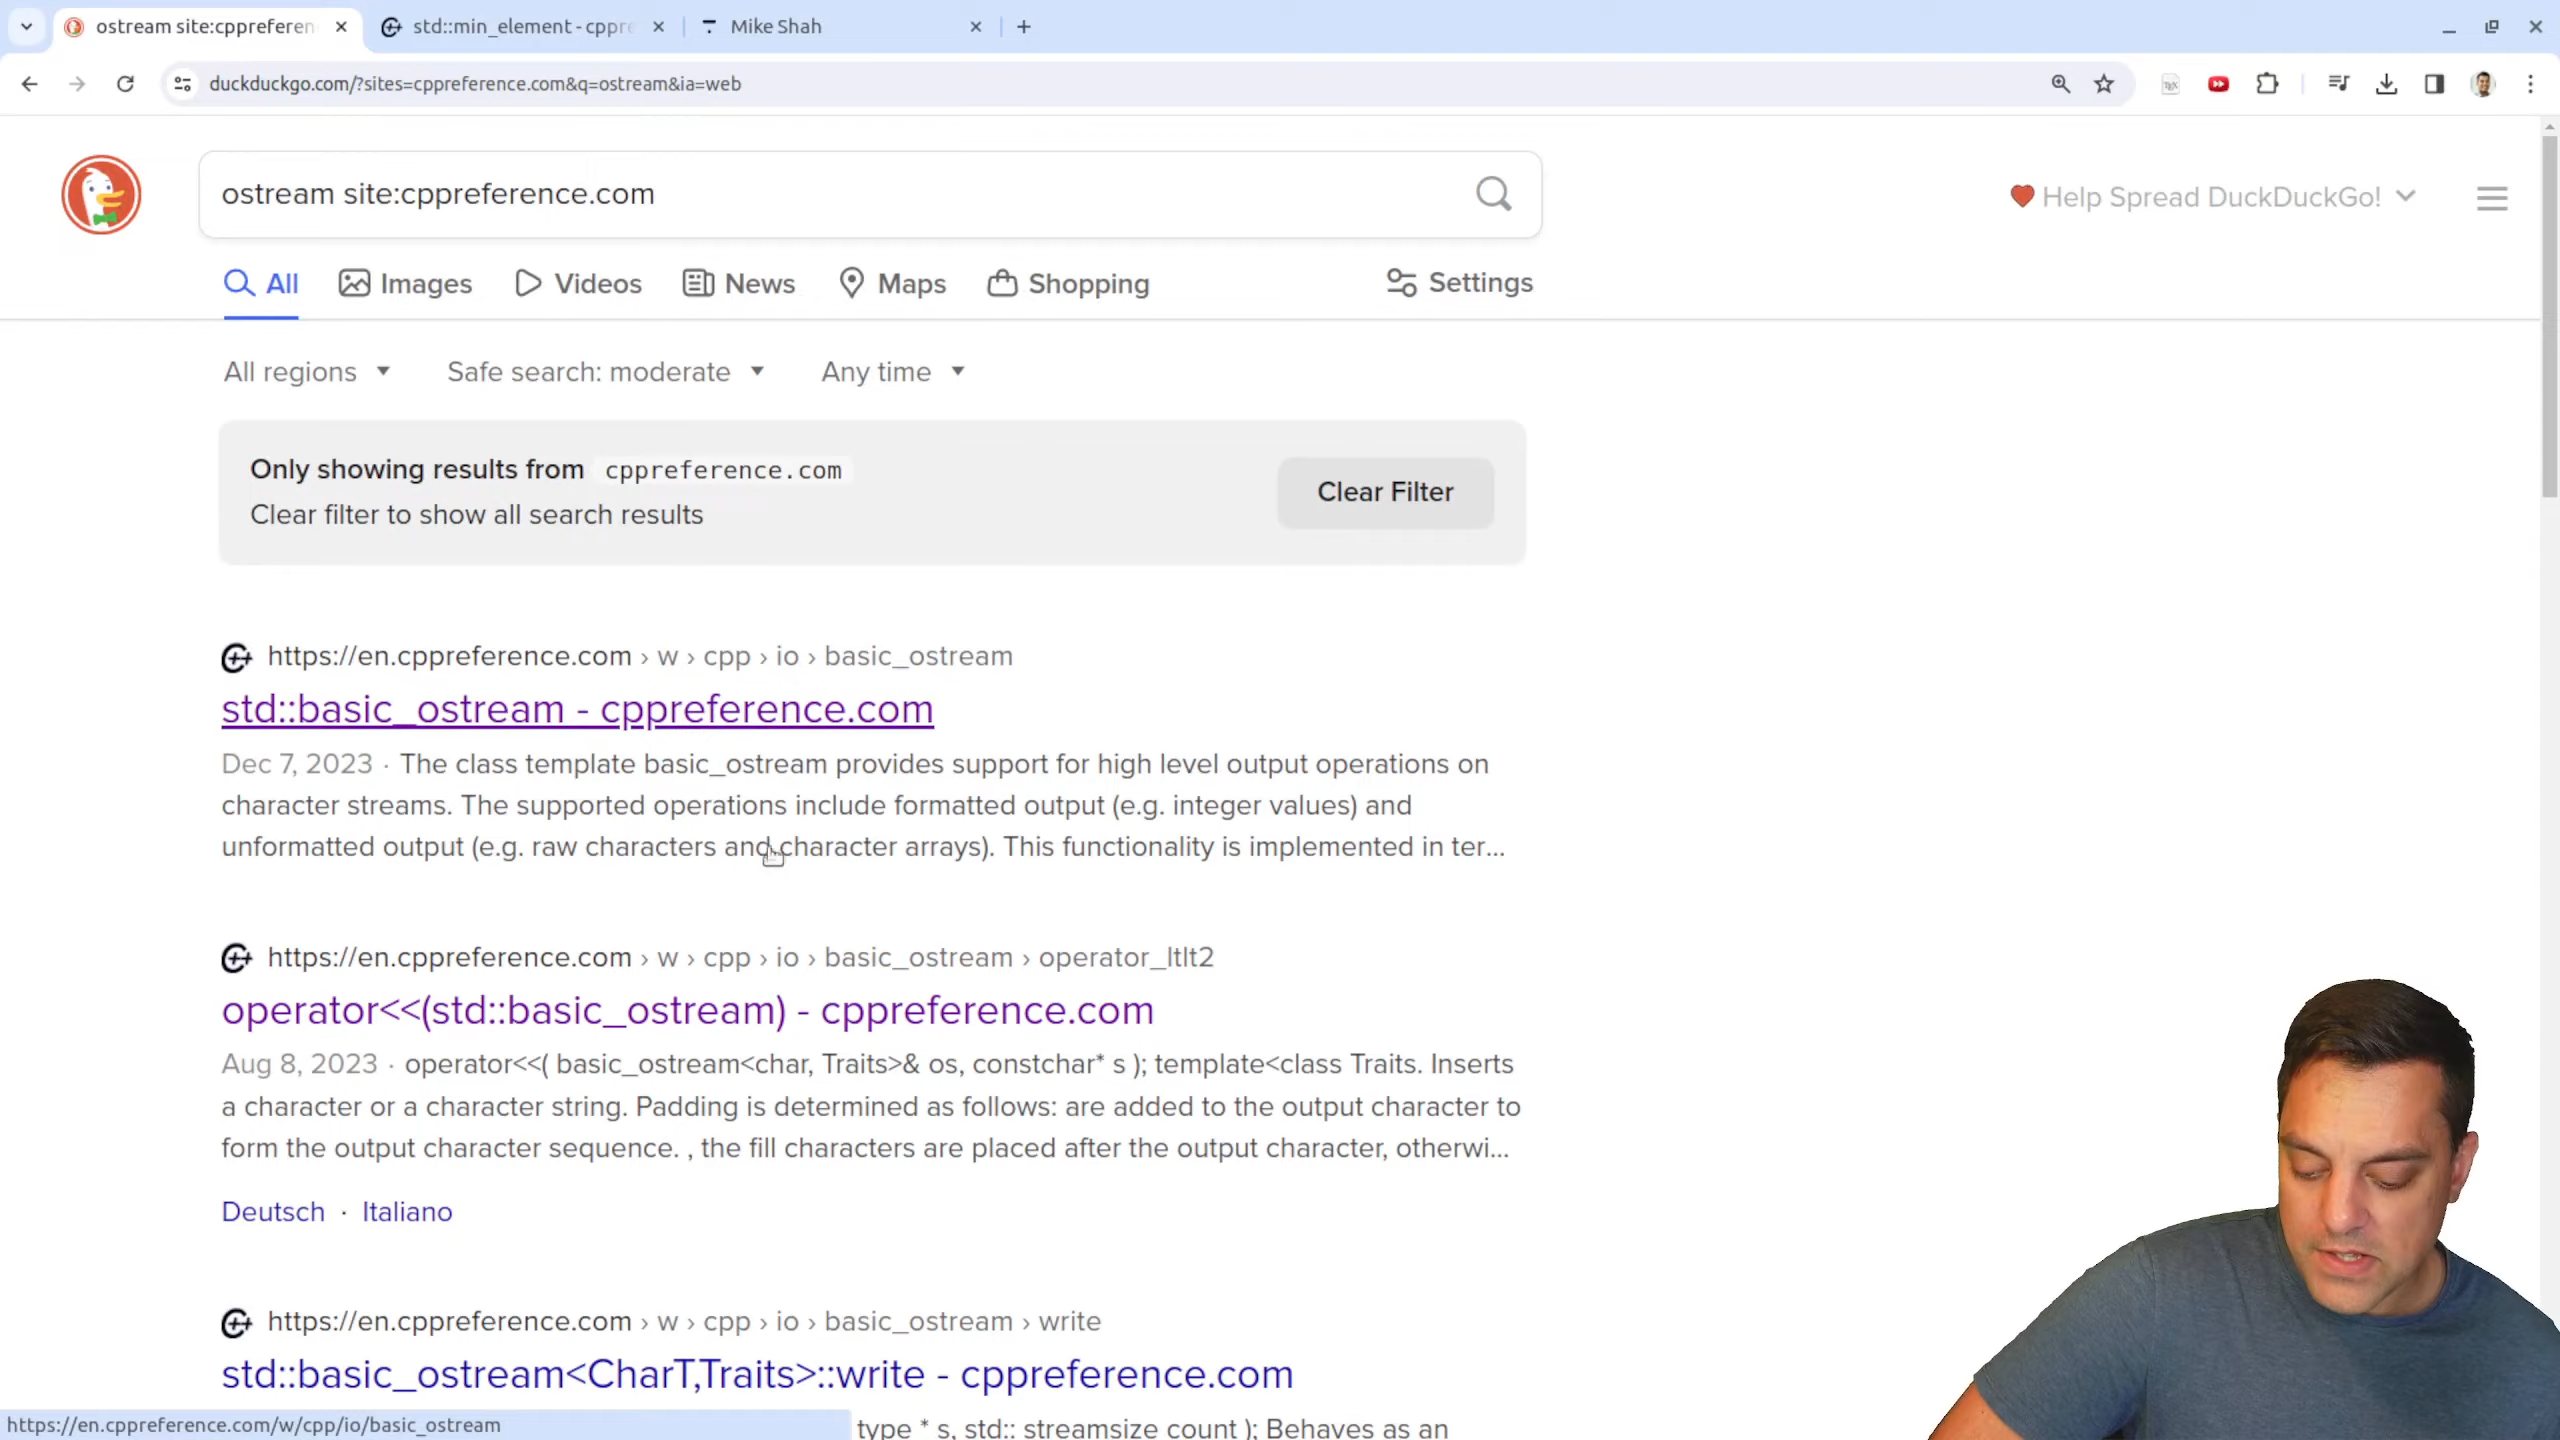 ostream site:cppreferen
std::min_element - cppre
Mike Shah
duckduckgo.com/?sites=cppreference.com&q=ostream&ia=web
ostream site:cppreference.com
Help Spread DuckDuckGo!
All
Images
Videos
News
Maps
Shopping
Settings
All regions
Safe search: moderate
Any time
Only showing results from cppreference.com
Clear filter to show all search results
Clear Filter
https://en.cppreference.com › w › cpp › io › basic_ostream
std::basic_ostream - cppreference.com
Dec 7, 2023 · The class template basic_ostream provides support for high level output operations on
character streams. The supported operations include formatted output (e.g. integer values) and
unformatted output (e.g. raw characters and character arrays). This functionality is implemented in ter...
https://en.cppreference.com › w › cpp › io › basic_ostream › operator_ltlt2
operator<<(std::basic_ostream) - cppreference.com
Aug 8, 2023 · operator<<( basic_ostream<char, Traits>& os, constchar* s ); template<class Traits. Inserts
a character or a character string. Padding is determined as follows: are added to the output character to
form the output character sequence. , the fill characters are placed after the output character, otherwi...
Deutsch · Italiano
https://en.cppreference.com › w › cpp › io › basic_ostream › write
std::basic_ostream<CharT,Traits>::write - cppreference.com
type * s, std:: streamsize count ); Behaves as an
https://en.cppreference.com/w/cpp/io/basic_ostream